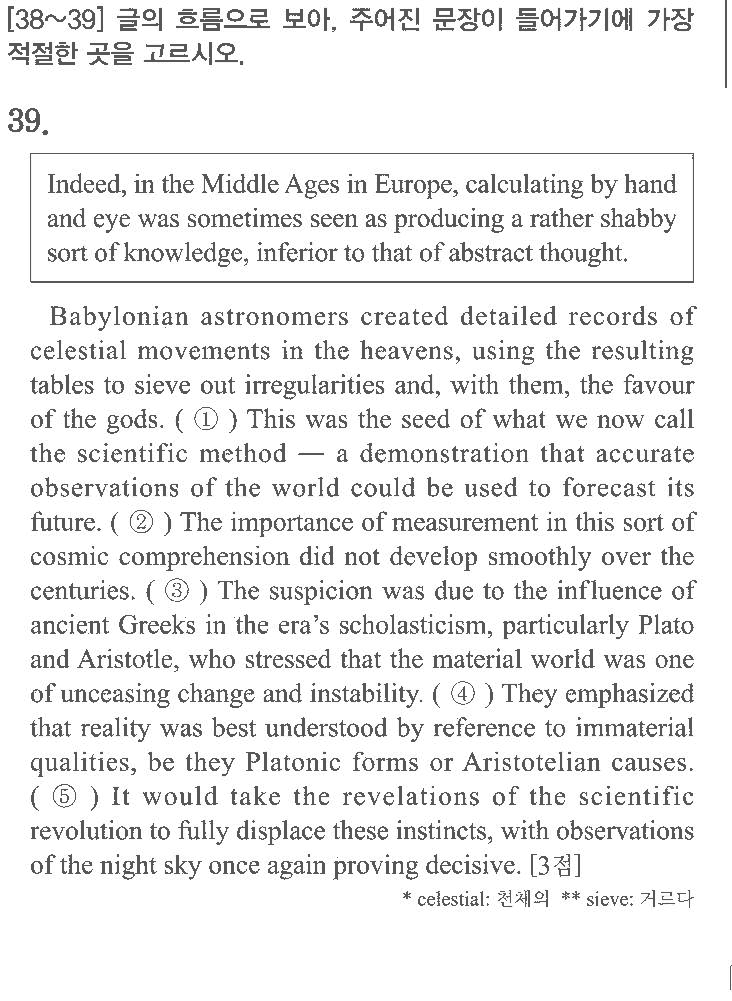 [38～39] 글의 흐름으로 보아, 주어진 문장이 들어가기에 가장
적절한 곳을 고르시오.
39.
Indeed, in the Middle Ages in Europe, calculating by hand
and eye was sometimes seen as producing a rather shabby
sort of knowledge, inferior to that of abstract thought.
Babylonian astronomers created detailed records of
celestial movements in the heavens, using the resulting
tables to sieve out irregularities and, with them, the favour
of the gods. ( ① ) This was the seed of what we now call
the scientific method — a demonstration that accurate
observations of the world could be used to forecast its
future. ( ② ) The importance of measurement in this sort of
cosmic comprehension did not develop smoothly over the
centuries. ( ③ ) The suspicion was due to the influence of
ancient Greeks in the era's scholasticism, particularly Plato
and Aristotle, who stressed that the material world was one
of unceasing change and instability. ( ④ ) They emphasized
that reality was best understood by reference to immaterial
qualities, be they Platonic forms or Aristotelian causes.
( ⑤ ) It would take the revelations of the scientific
revolution to fully displace these instincts, with observations
of the night sky once again proving decisive. [3점]
* celestial: 천체의 ** sieve: 거르다